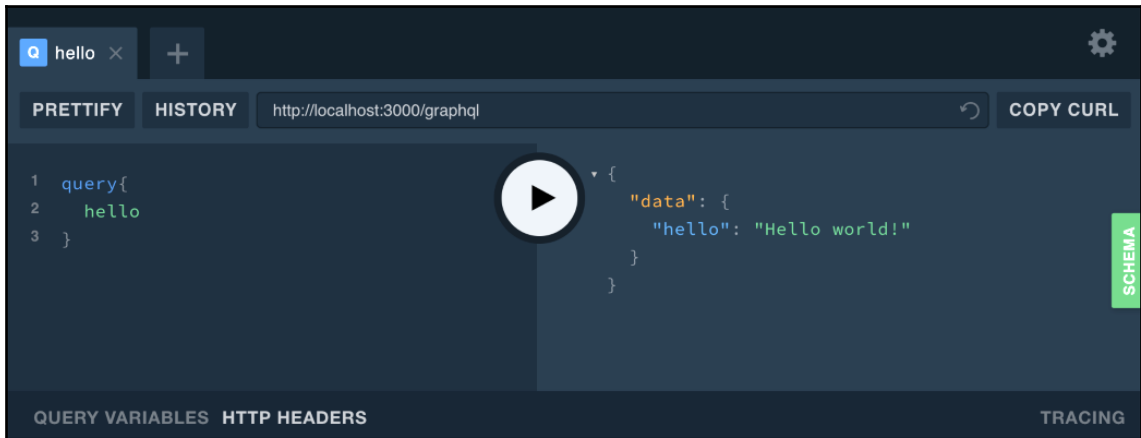 Q hello ×
PRETTIFY HISTORY http://localhost:3000/graphql COPY CURL
1 query{
2 hello
3 }
{
"data": {
"hello": "Hello world!"
}
}
SCHEMA
QUERY VARIABLES HTTP HEADERS TRACING